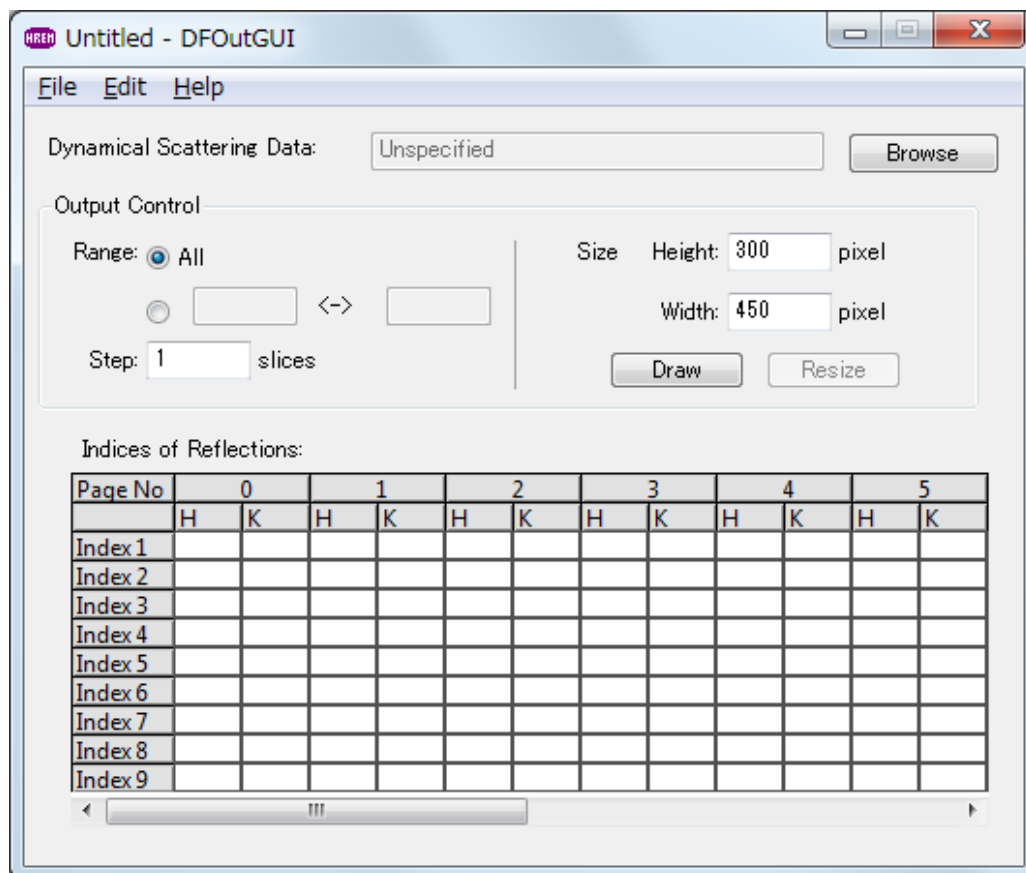 HREM Untitled - DFOutGUI
File Edit Help
Dynamical Scattering Data: Unspecified Browse
Output Control
Range: All Size Height: 300 pixel
<-> Width: 450 pixel
Step: 1 slices Draw Resize
Indices of Reflections:
Page No 0 1 2 3 4 5
H K H K H K H K H K H K
Index 1
Index 2
Index 3
Index 4
Index 5
Index 6
Index 7
Index 8
Index 9